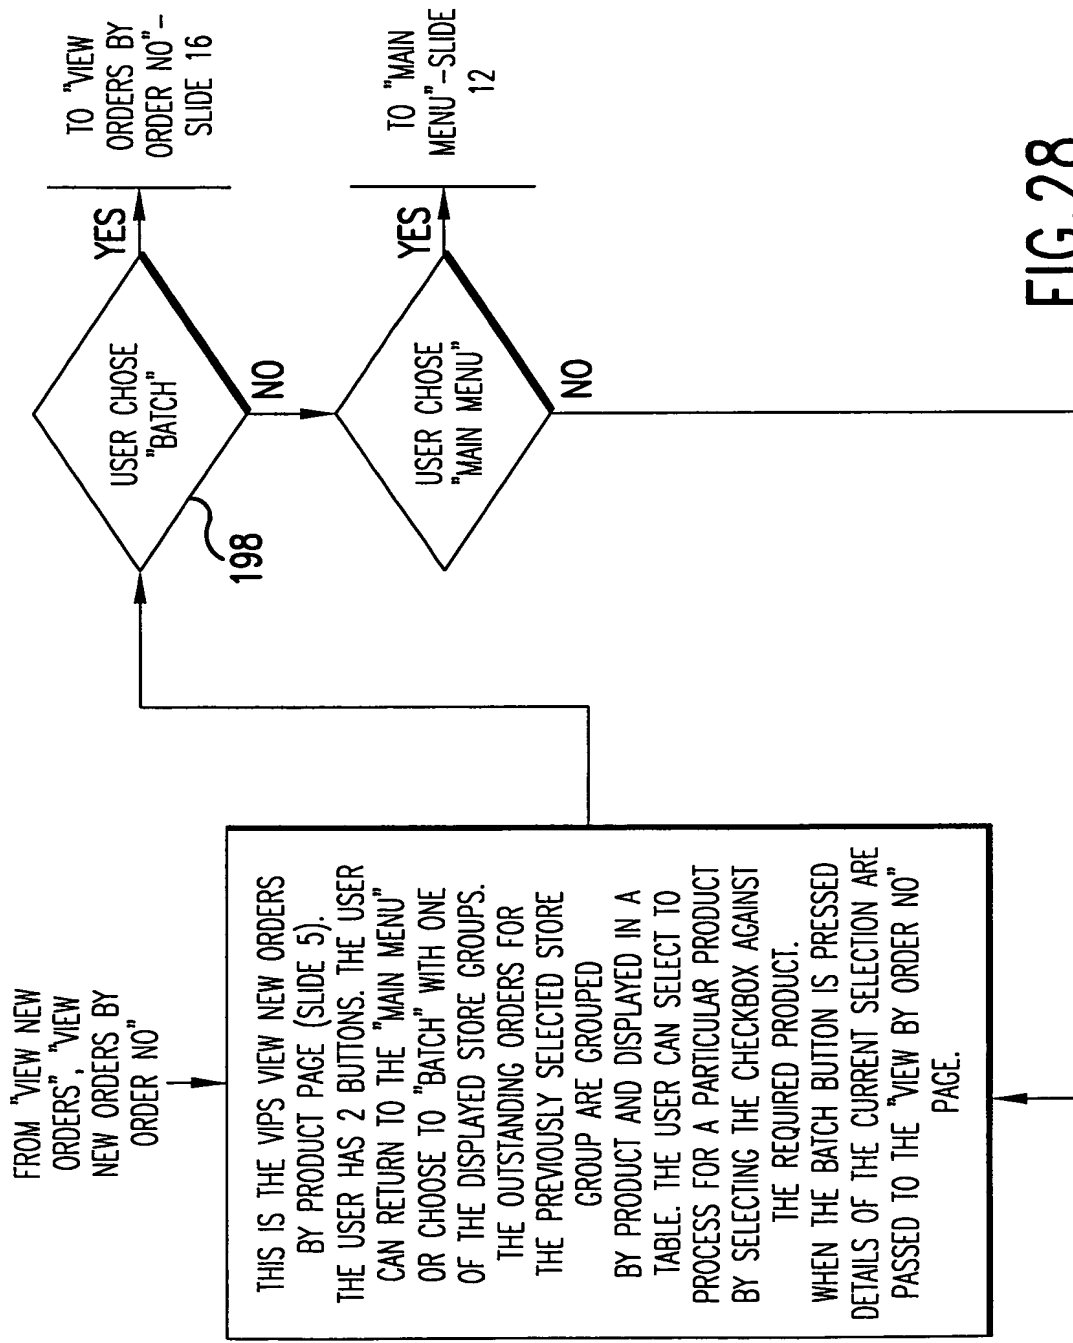 FROM "VIEW NEW
ORDERS", "VIEW
NEW ORDERS BY
ORDER NO"
THIS IS THE VIPS VIEW NEW ORDERS
BY PRODUCT PAGE (SLIDE 5).
THE USER HAS 2 BUTTONS. THE USER
CAN RETURN TO THE "MAIN MENU"
OR CHOOSE TO "BATCH" WITH ONE
OF THE DISPLAYED STORE GROUPS.
THE OUTSTANDING ORDERS FOR
THE PREVIOUSLY SELECTED STORE
GROUP ARE GROUPED
BY PRODUCT AND DISPLAYED IN A
TABLE. THE USER CAN SELECT TO
PROCESS FOR A PARTICULAR PRODUCT
BY SELECTING THE CHECKBOX AGAINST
THE REQUIRED PRODUCT.
WHEN THE BATCH BUTTON IS PRESSED
DETAILS OF THE CURRENT SELECTION ARE
PASSED TO THE "VIEW BY ORDER NO"
PAGE.
USER CHOSE
"BATCH"
198
YES
NO
TO "VIEW
ORDERS BY
ORDER NO"-
SLIDE 16
USER CHOSE
"MAIN MENU"
YES
NO
TO "MAIN
MENU"-SLIDE
12
FIG.28